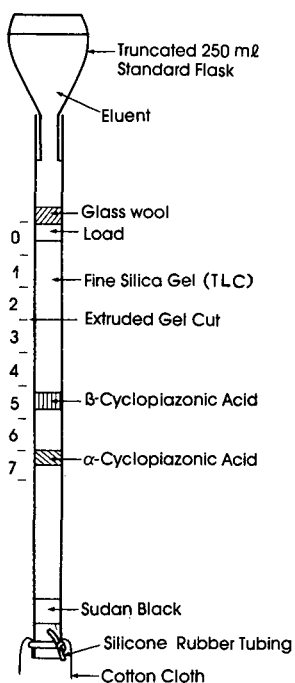 Truncated 250 mℓ
Standard Flask
Eluent
Glass wool
0
Load
1
Fine Silica Gel (TLC)
2
Extruded Gel Cut
3
4
5
ß-Cyclopiazonic Acid
6
α-Cyclopiazonic Acid
7
Sudan Black
Silicone Rubber Tubing
Cotton Cloth